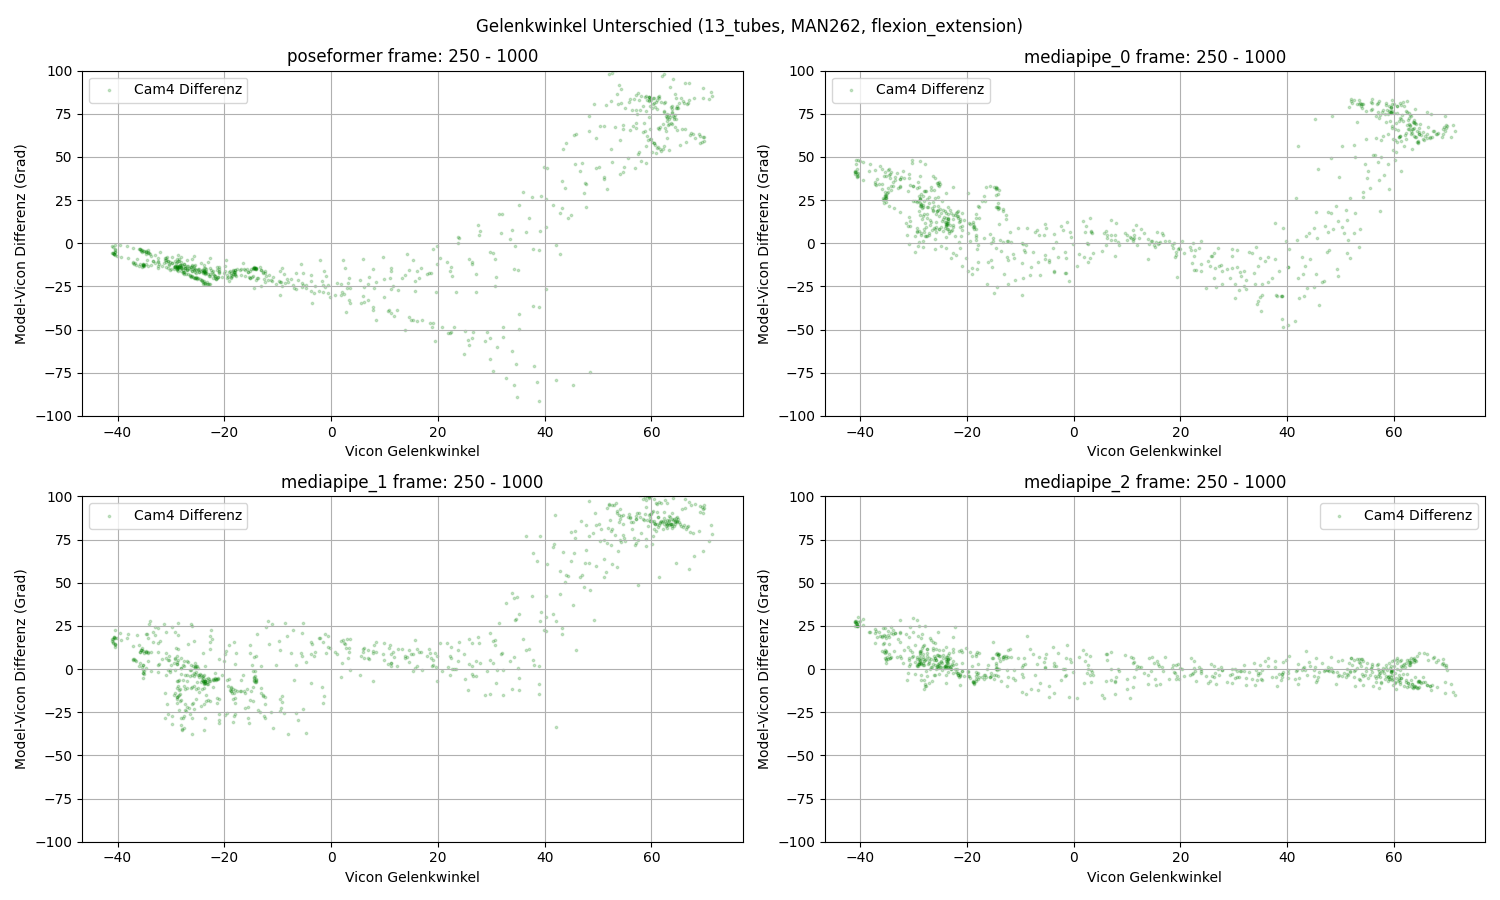 Gelenkwinkel Unterschied (13_tubes, MAN262, flexion_extension)
poseformer frame: 250 - 1000
Cam4 Differenz
Model-Vicon Differenz (Grad)
100
75
50
25
0
−25
−50
−75
−100
−40 −20 0 20 40 60
Vicon Gelenkwinkel
mediapipe_0 frame: 250 - 1000
Cam4 Differenz
Model-Vicon Differenz (Grad)
100
75
50
25
0
−25
−50
−75
−100
−40 −20 0 20 40 60
Vicon Gelenkwinkel
mediapipe_1 frame: 250 - 1000
Cam4 Differenz
Model-Vicon Differenz (Grad)
100
75
50
25
0
−25
−50
−75
−100
−40 −20 0 20 40 60
Vicon Gelenkwinkel
mediapipe_2 frame: 250 - 1000
Cam4 Differenz
Model-Vicon Differenz (Grad)
100
75
50
25
0
−25
−50
−75
−100
−40 −20 0 20 40 60
Vicon Gelenkwinkel